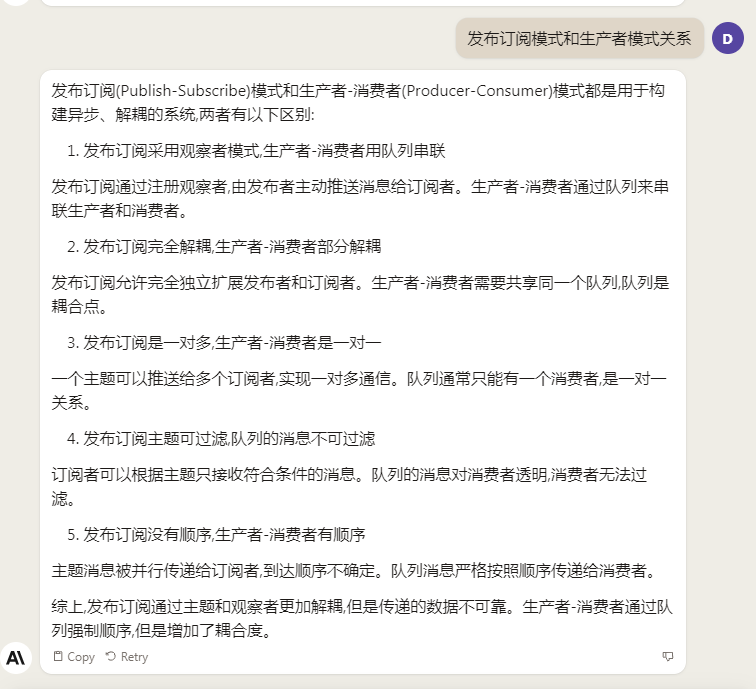 发布订阅模式和生产者模式关系
D
发布订阅(Publish-Subscribe)模式和生产者-消费者(Producer-Consumer)模式都是用于构
建异步、解耦的系统,两者有以下区别:
1. 发布订阅采用观察者模式,生产者-消费者用队列串联
发布订阅通过注册观察者,由发布者主动推送消息给订阅者。生产者-消费者通过队列来串
联生产者和消费者。
2. 发布订阅完全解耦,生产者-消费者部分解耦
发布订阅允许完全独立扩展发布者和订阅者。生产者-消费者需要共享同一个队列,队列是
耦合点。
3. 发布订阅是一对多,生产者-消费者是一对一
一个主题可以推送给多个订阅者,实现一对多通信。队列通常只能有一个消费者,是一对一
关系。
4. 发布订阅主题可过滤,队列的消息不可过滤
订阅者可以根据主题只接收符合条件的消息。队列的消息对消费者透明,消费者无法过
滤。
5. 发布订阅没有顺序,生产者-消费者有顺序
主题消息被并行传递给订阅者,到达顺序不确定。队列消息严格按照顺序传递给消费者。
综上,发布订阅通过主题和观察者更加解耦,但是传递的数据不可靠。生产者-消费者通过队
列强制顺序,但是增加了耦合度。
A\
Copy Retry